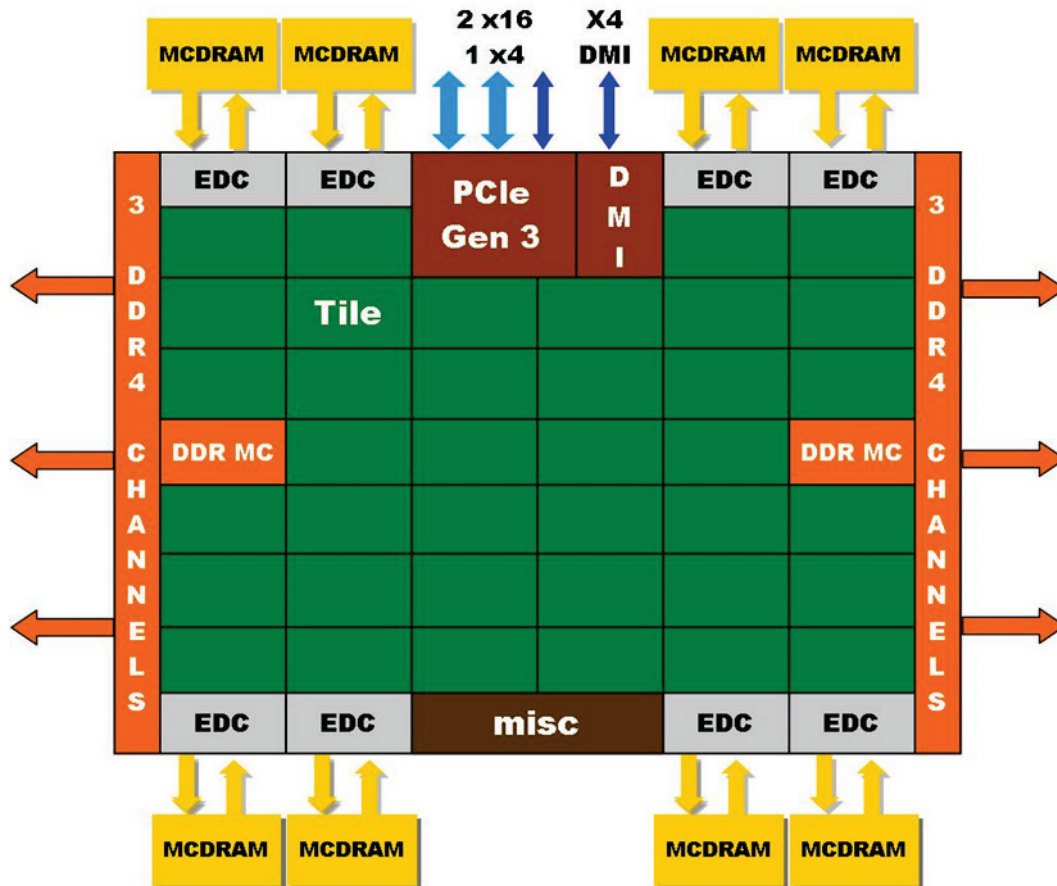 2 x16
1 x4
X4
DMI
MCDRAM
MCDRAM
MCDRAM
MCDRAM
EDC
EDC
PCIe
Gen 3
D
M
I
EDC
EDC
3 DDR4 CHANNELS
Tile
3 DDR4 CHANNELS
DDR MC
DDR MC
EDC
EDC
misc
EDC
EDC
MCDRAM
MCDRAM
MCDRAM
MCDRAM